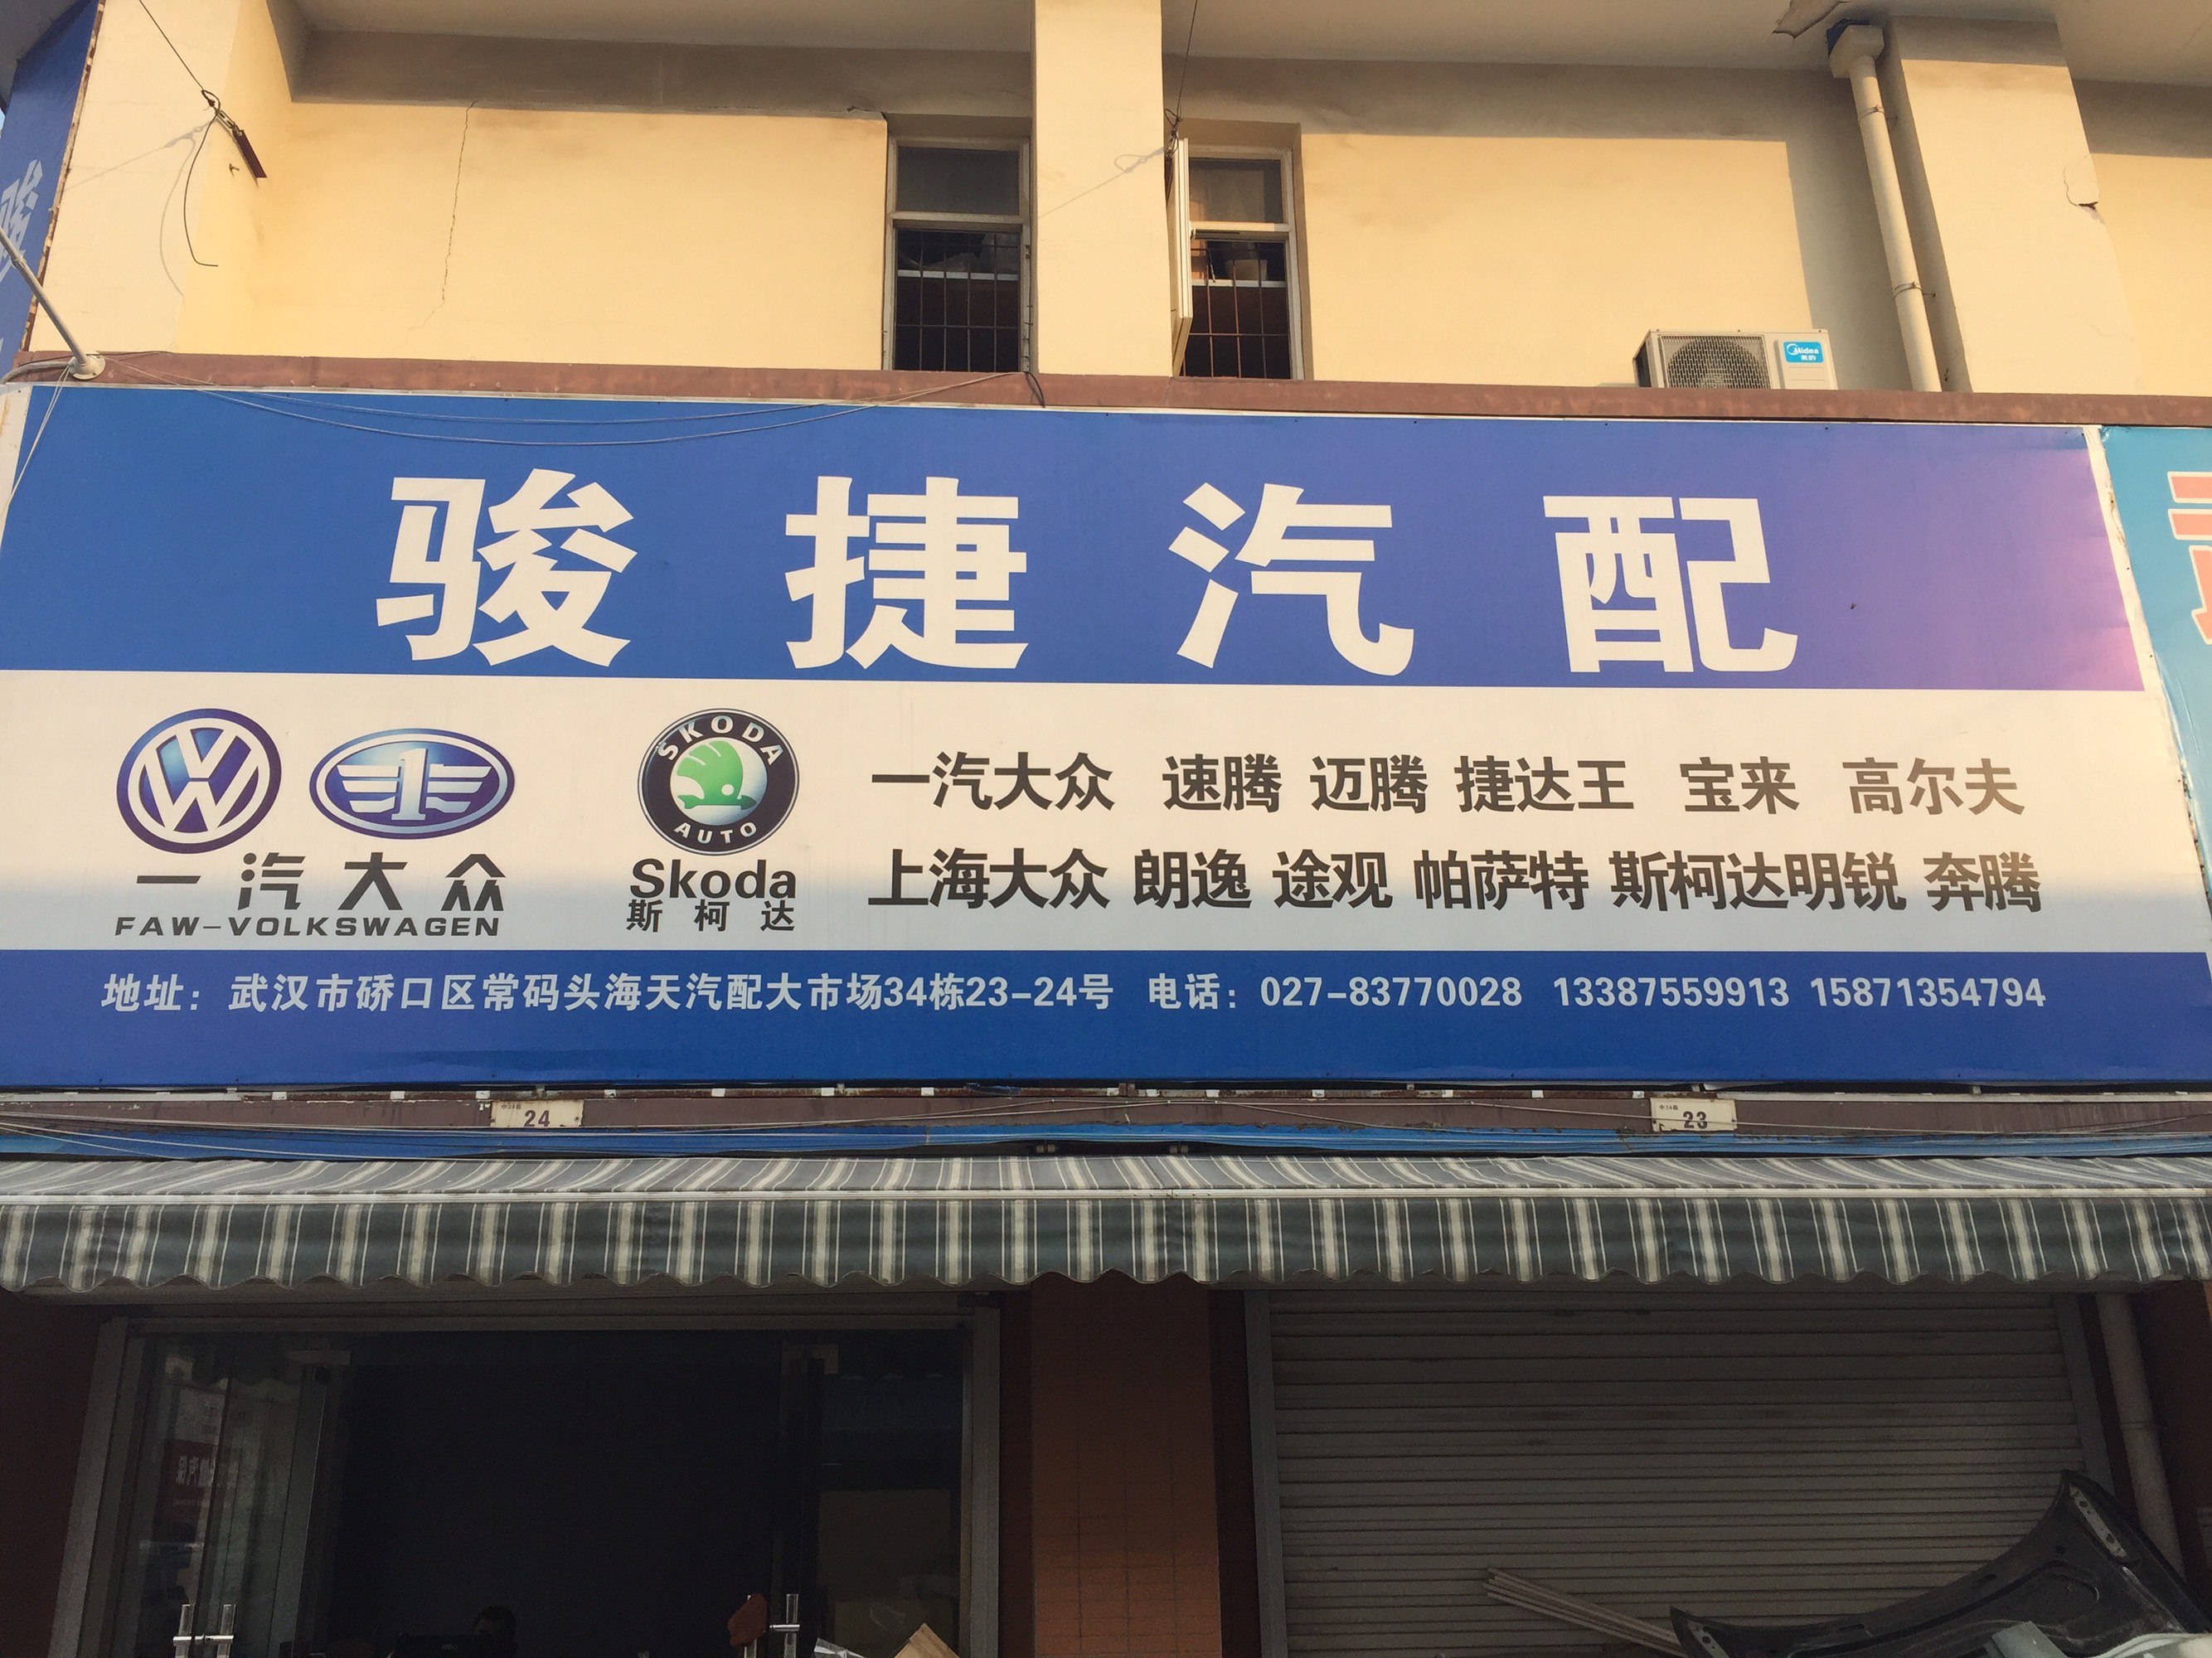 骏捷汽配
SKODA
AUTO
一汽大众 速腾 迈腾 捷达王 宝来 高尔夫
上海大众 朗逸 途观 帕萨特 斯柯达明锐 奔腾
一汽大众
FAW-VOLKSWAGEN
Skoda
斯柯达
地址：武汉市硚口区常码头海天汽配大市场34栋23-24号 电话：027-83770028 13387559913 15871354794
24
23
Midea
美的
骏